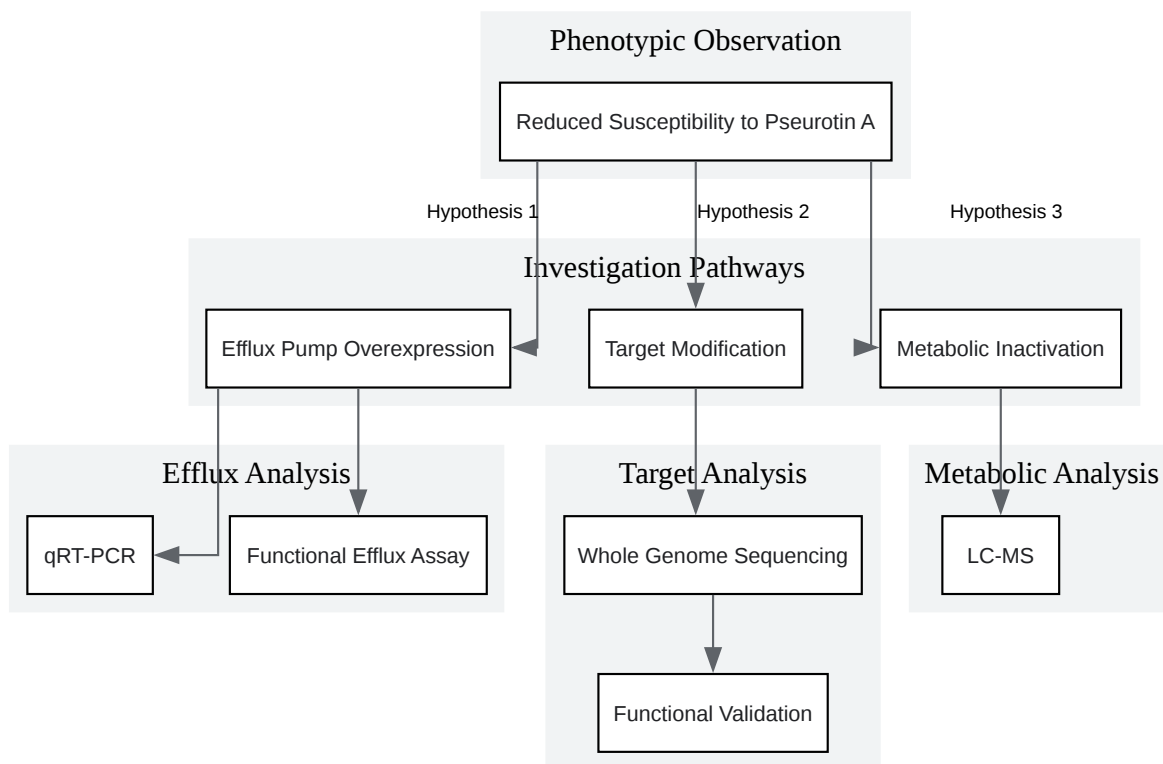 Phenotypic Observation
Reduced Susceptibility to Pseurotin A
Hypothesis 1
Hypothesis 2
Hypothesis 3
Investigation Pathways
Efflux Pump Overexpression
Target Modification
Metabolic Inactivation
Efflux Analysis
Target Analysis
Metabolic Analysis
qRT-PCR
Functional Efflux Assay
Whole Genome Sequencing
LC-MS
Functional Validation